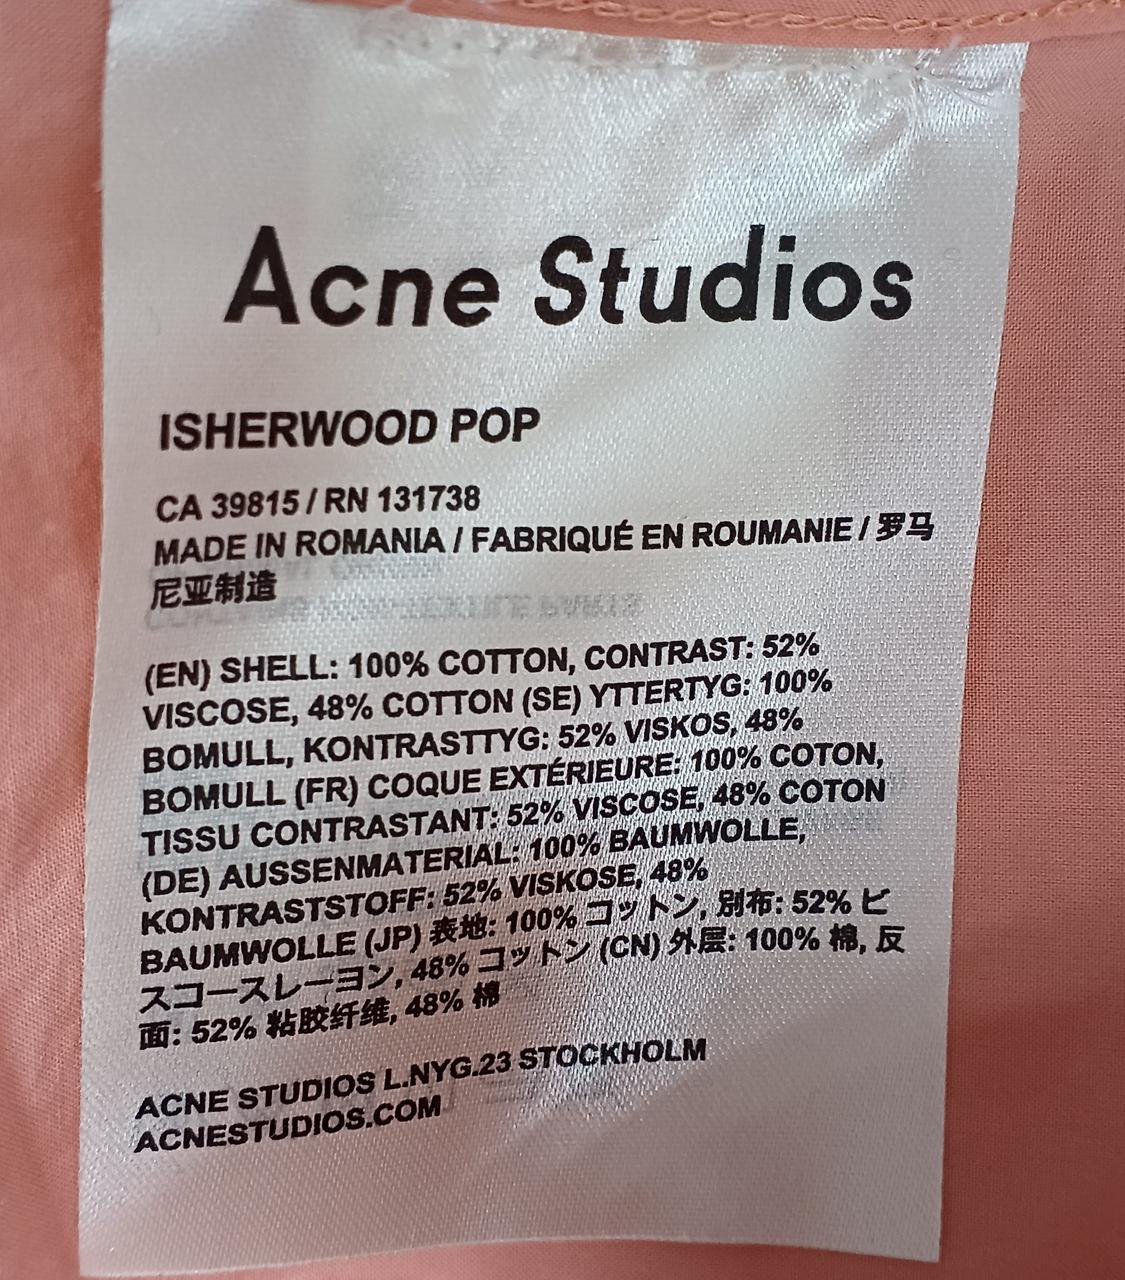 Acne Studios
ISHERWOOD POP
CA 39815 / RN 131738
MADE IN ROMANIA / FABRIQUÉ EN ROUMANIE / 罗马
尼亚制造
(EN) SHELL: 100% COTTON, CONTRAST: 52%
VISCOSE, 48% COTTON (SE) YTTERTYG: 100%
BOMULL, KONTRASTTYG: 52% VISKOS, 48%
BOMULL (FR) COQUE EXTÉRIEURE: 100% COTON,
TISSU CONTRASTANT: 52% VISCOSE, 48% COTON
(DE) AUSSENMATERIAL: 100% BAUMWOLLE,
KONTRASTSTOFF: 52% VISKOSE, 48%
BAUMWOLLE (JP) 表地: 100% コットン, 別布: 52% ビ
スコースレーヨン, 48% コットン (CN) 外层: 100% 棉, 反
面: 52% 粘胶纤维, 48% 棉
ACNE STUDIOS L.NYG.23 STOCKHOLM
ACNESTUDIOS.COM